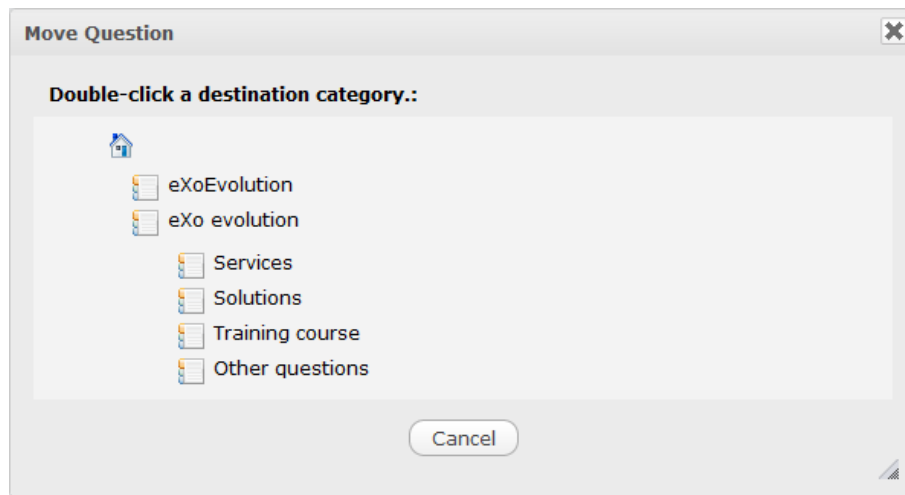 Move Question
Double-click a destination category.:
eXoEvolution
eXo evolution
Services
Solutions
Training course
Other questions
Cancel